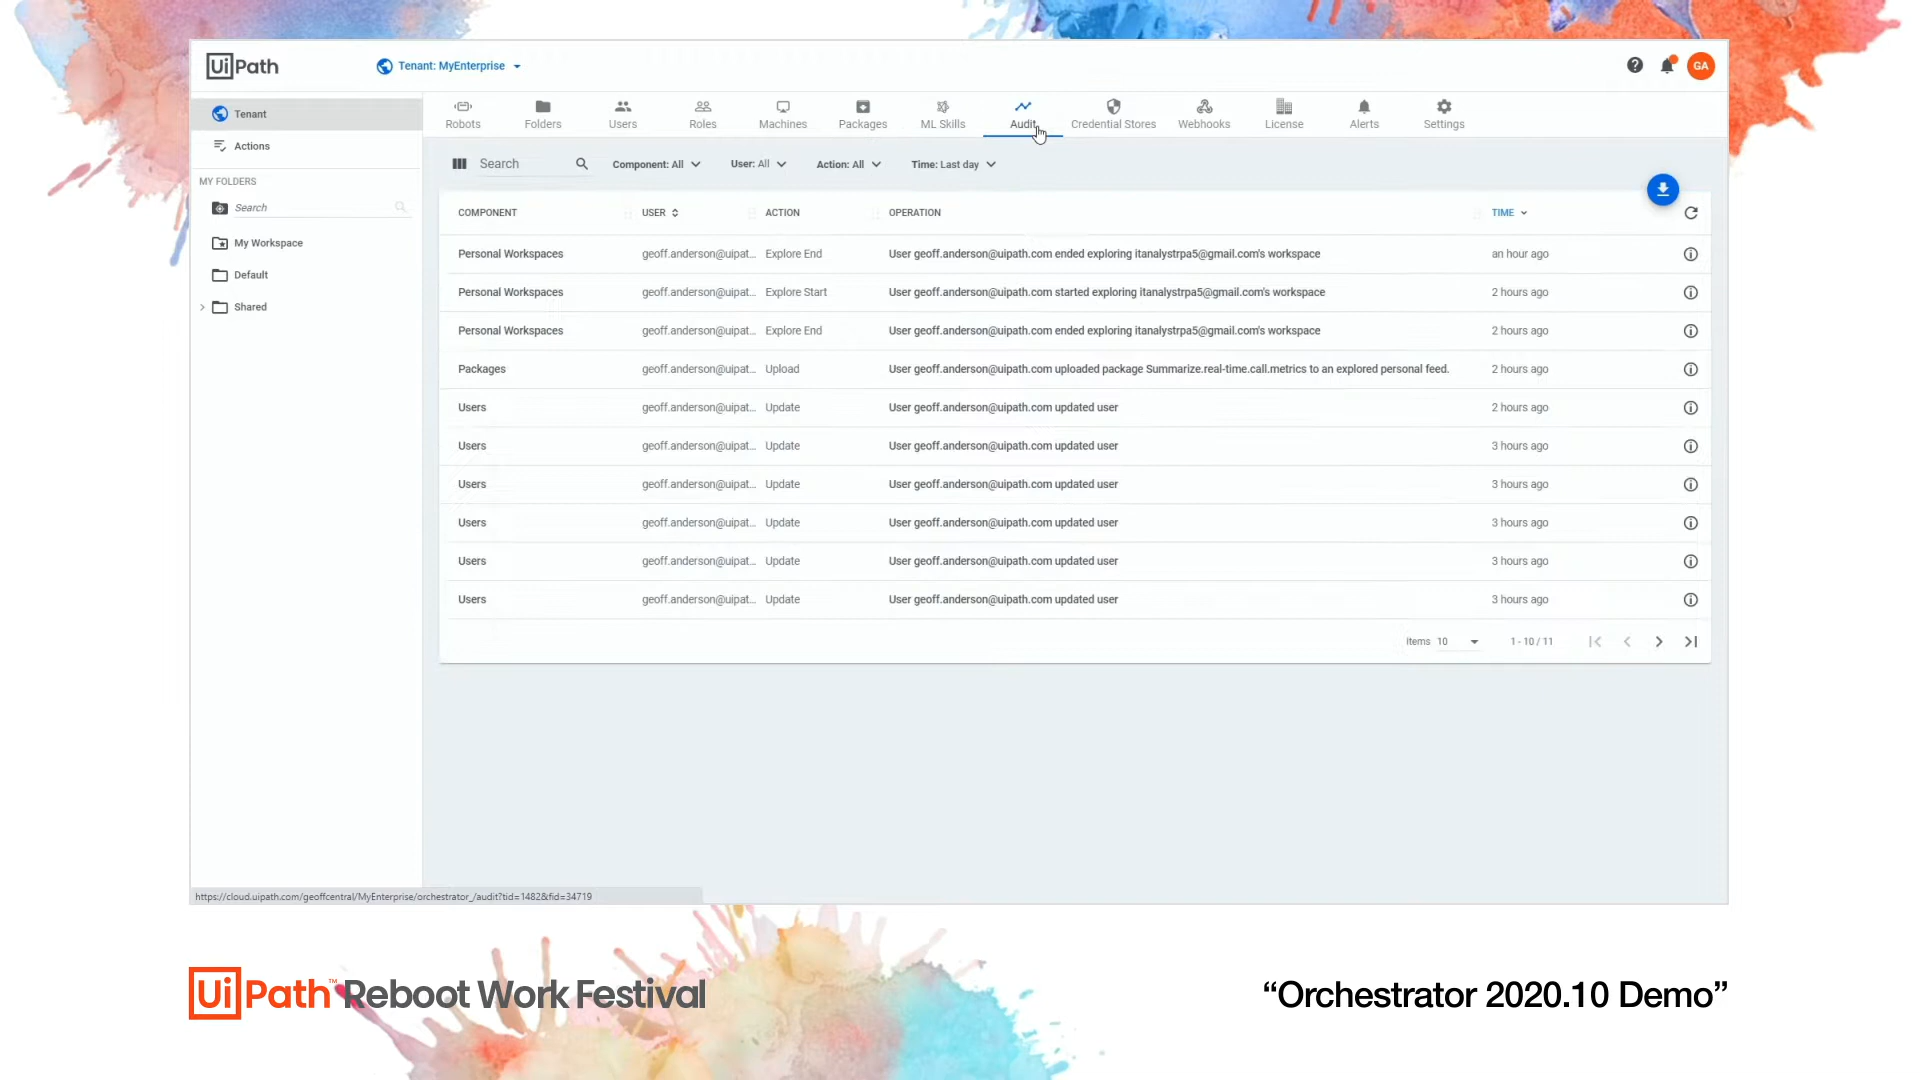 UiPath
Tenant: MyEnterprise
GA
Tenant
Actions
MY FOLDERS
Search
My Workspace
Default
Shared
Robots
Folders
Users
Roles
Machines
Packages
ML Skills
Audit
Credential Stores
Webhooks
License
Alerts
Settings
Search
Component: All
User: All
Action: All
Time: Last day
COMPONENT USER ACTION OPERATION TIME
Personal Workspaces geoff.anderson@uipat... Explore End User geoff.anderson@uipath.com ended exploring itanalystrpa5@gmail.com's workspace an hour ago
Personal Workspaces geoff.anderson@uipat... Explore Start User geoff.anderson@uipath.com started exploring itanalystrpa5@gmail.com's workspace 2 hours ago
Personal Workspaces geoff.anderson@uipat... Explore End User geoff.anderson@uipath.com ended exploring itanalystrpa5@gmail.com's workspace 2 hours ago
Packages geoff.anderson@uipat... Upload User geoff.anderson@uipath.com uploaded package Summarize.real-time.call.metrics to an explored personal feed. 2 hours ago
Users geoff.anderson@uipat... Update User geoff.anderson@uipath.com updated user 2 hours ago
Users geoff.anderson@uipat... Update User geoff.anderson@uipath.com updated user 3 hours ago
Users geoff.anderson@uipat... Update User geoff.anderson@uipath.com updated user 3 hours ago
Users geoff.anderson@uipat... Update User geoff.anderson@uipath.com updated user 3 hours ago
Users geoff.anderson@uipat... Update User geoff.anderson@uipath.com updated user 3 hours ago
Users geoff.anderson@uipat... Update User geoff.anderson@uipath.com updated user 3 hours ago
Items 10 1 - 10 / 11
https://cloud.uipath.com/geoffcentral/MyEnterprise/orchestrator_/audit?tid=1482&fid=34719
UiPath™ Reboot Work Festival
“Orchestrator 2020.10 Demo”